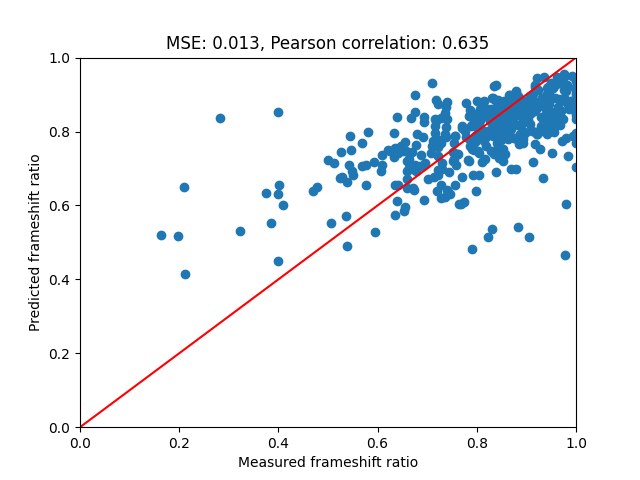 MSE: 0.013, Pearson correlation: 0.635
1.0
0.8
0.6
0.4
0.2
0.0
Predicted frameshift ratio
0.0 0.2 0.4 0.6 0.8 1.0
Measured frameshift ratio